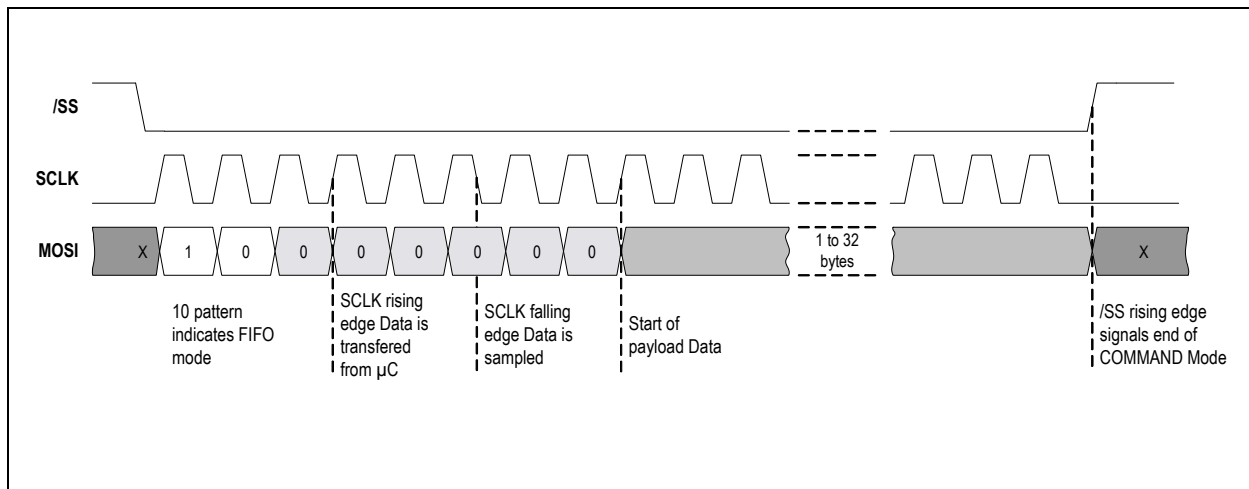 /SS
SCLK
MOSI
X
1
0
0
0
0
0
0
0
1 to 32
bytes
X
10 pattern
indicates FIFO
mode
SCLK rising
edge Data is
transfered
from µC
SCLK falling
edge Data is
sampled
Start of
payload Data
/SS rising edge
signals end of
COMMAND Mode